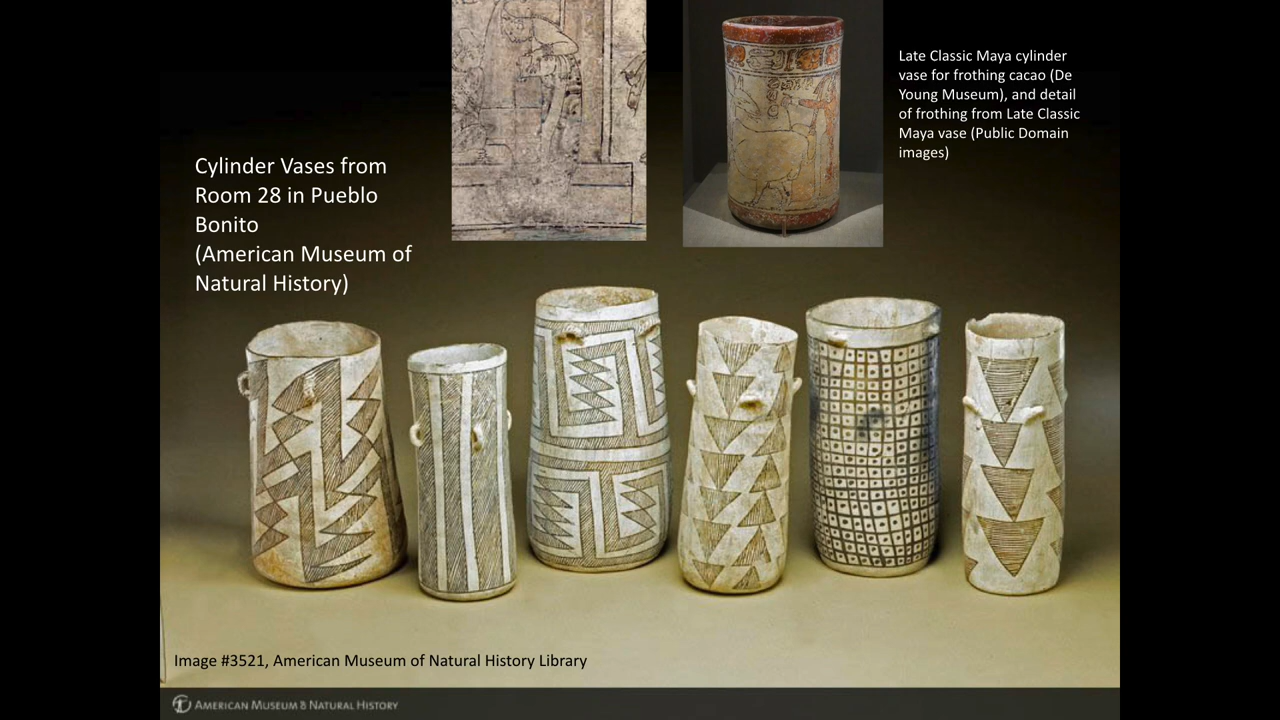 Late Classic Maya cylinder
vase for frothing cacao (De
Young Museum), and detail
of frothing from Late Classic
Maya vase (Public Domain
images)
Cylinder Vases from
Room 28 in Pueblo
Bonito
(American Museum of
Natural History)
Image #3521, American Museum of Natural History Library
AMERICAN MUSEUM & NATURAL HISTORY